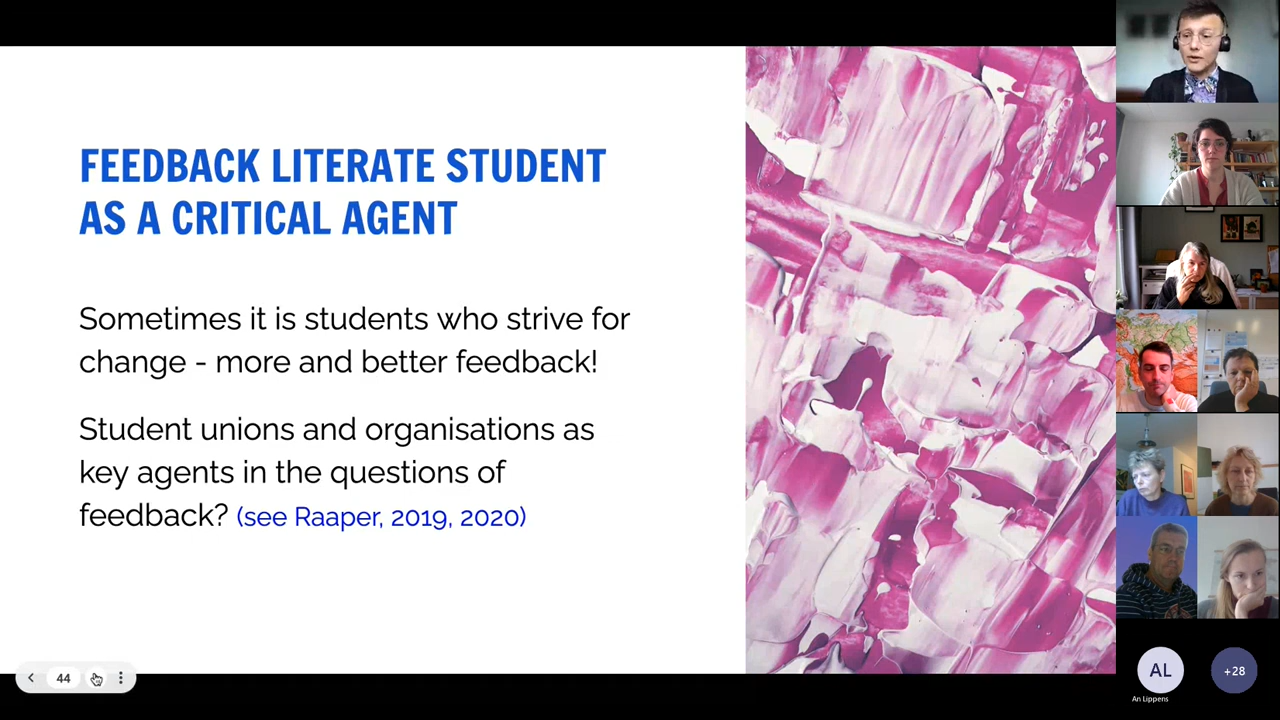 FEEDBACK LITERATE STUDENT
AS A CRITICAL AGENT
Sometimes it is students who strive for
change - more and better feedback!
Student unions and organisations as
key agents in the questions of
feedback? (see Raaper, 2019, 2020)
44
AL
An Lippens
+28